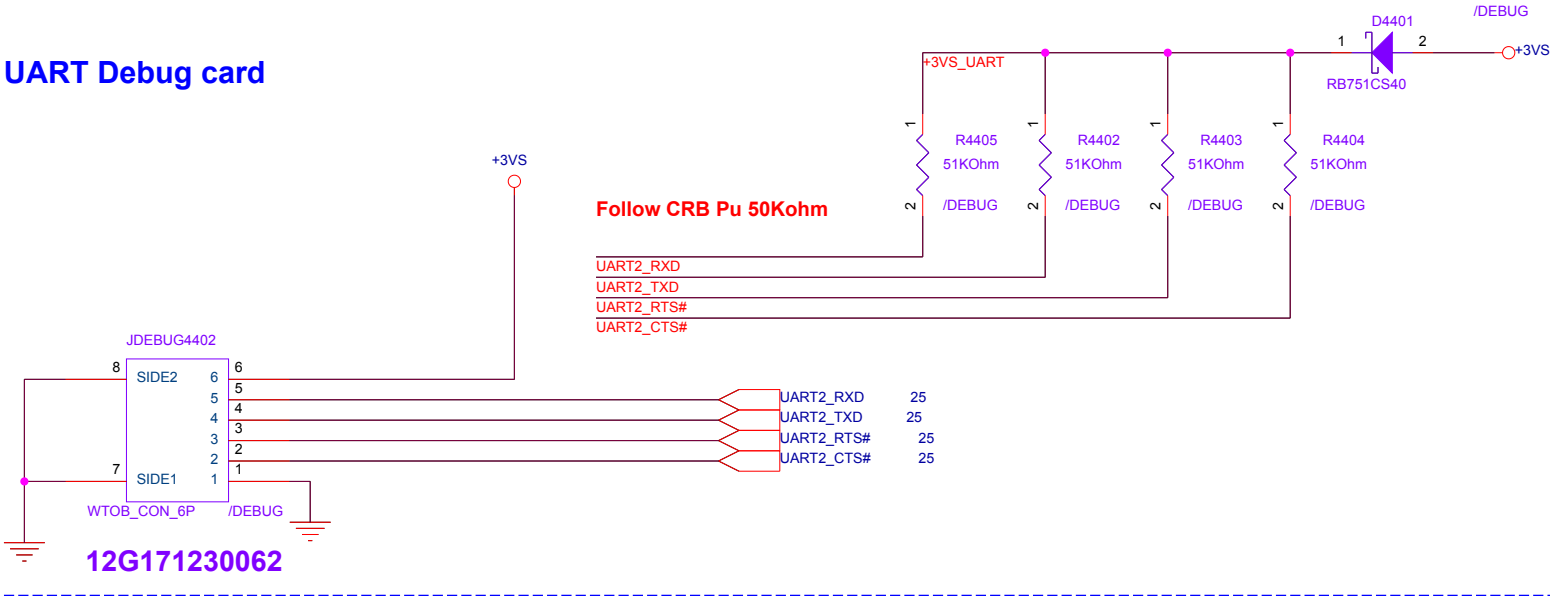 /DEBUG
D4401
1 2
+3VS
UART Debug card
+3VS_UART
RB751CS40
1 1 1 1
R4405 R4402 R4403 R4404
51KOhm 51KOhm 51KOhm 51KOhm
+3VS
Follow CRB Pu 50Kohm
2 /DEBUG 2 /DEBUG 2 /DEBUG 2 /DEBUG
UART2_RXD
UART2_TXD
UART2_RTS#
UART2_CTS#
JDEBUG4402
8 SIDE2 6 6
5 5 UART2_RXD 25
4 4 UART2_TXD 25
3 3 UART2_RTS# 25
2 2 UART2_CTS# 25
7 SIDE1 1 1
WTOB_CON_6P /DEBUG
12G171230062